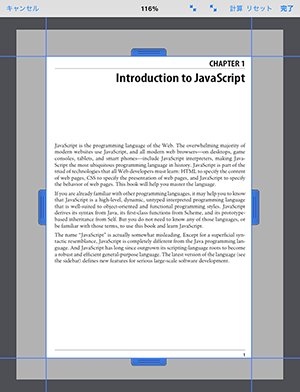 キャンセル 116% 計算 リセット 完了
CHAPTER 1
Introduction to JavaScript
JavaScript is the programming language of the Web. The overwhelming majority of
modern websites use JavaScript, and all modern web browsers—on desktops, game
consoles, tablets, and smart phones—include JavaScript interpreters, making Java-
Script the most ubiquitous programming language in history. JavaScript is part of the
triad of technologies that all Web developers must learn: HTML to specify the content
of web pages, CSS to specify the presentation of web pages, and JavaScript to specify
the behavior of web pages. This book will help you master the language.
If you are already familiar with other programming languages, it may help you to know
that JavaScript is a high-level, dynamic, untyped interpreted programming language
that is well-suited to object-oriented and functional programming styles. JavaScript
derives its syntax from Java, its first-class functions from Scheme, and its prototype-
based inheritance from Self. But you do not need to know any of those languages, or
be familiar with those terms, to use this book and learn JavaScript.
The name "JavaScript" is actually somewhat misleading. Except for a superficial syn-
tactic resemblance, JavaScript is completely different from the Java programming lan-
guage. And JavaScript has long since outgrown its scripting-language roots to become
a robust and efficient general-purpose language. The latest version of the language (see
the sidebar) defines new features for serious large-scale software development.
1